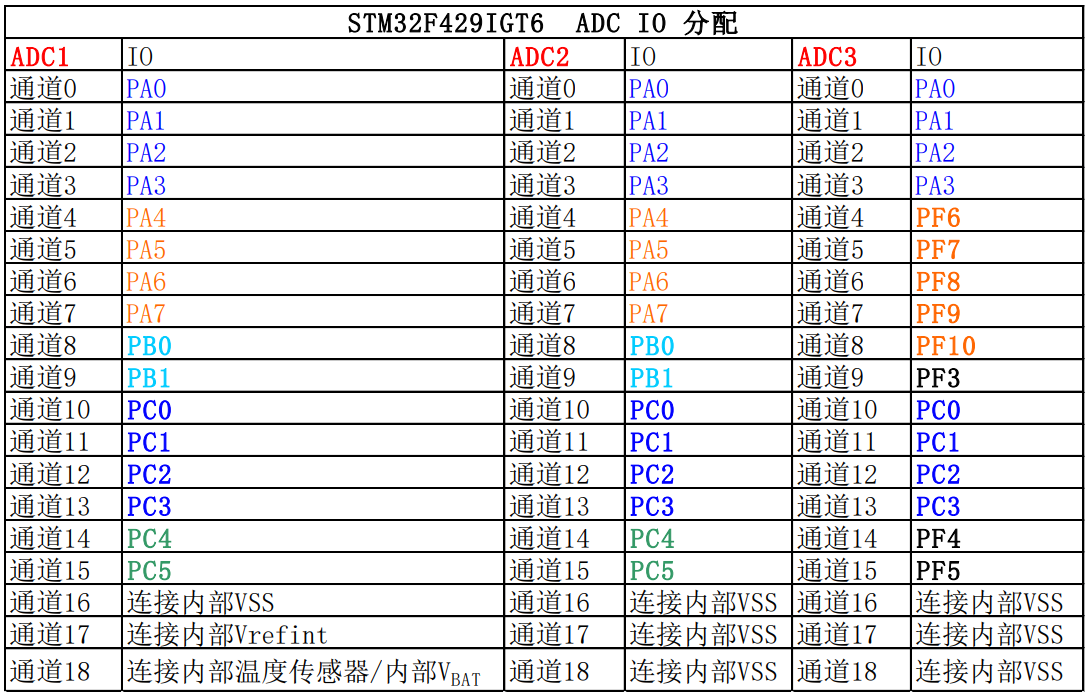 STM32F429IGT6 ADC IO 分配
ADC1 IO ADC2 IO ADC3 IO
通道0 PA0 通道0 PA0 通道0 PA0
通道1 PA1 通道1 PA1 通道1 PA1
通道2 PA2 通道2 PA2 通道2 PA2
通道3 PA3 通道3 PA3 通道3 PA3
通道4 PA4 通道4 PA4 通道4 PF6
通道5 PA5 通道5 PA5 通道5 PF7
通道6 PA6 通道6 PA6 通道6 PF8
通道7 PA7 通道7 PA7 通道7 PF9
通道8 PB0 通道8 PB0 通道8 PF10
通道9 PB1 通道9 PB1 通道9 PF3
通道10 PC0 通道10 PC0 通道10 PC0
通道11 PC1 通道11 PC1 通道11 PC1
通道12 PC2 通道12 PC2 通道12 PC2
通道13 PC3 通道13 PC3 通道13 PC3
通道14 PC4 通道14 PC4 通道14 PF4
通道15 PC5 通道15 PC5 通道15 PF5
通道16 连接内部VSS 通道16 连接内部VSS 通道16 连接内部VSS
通道17 连接内部Vrefint 通道17 连接内部VSS 通道17 连接内部VSS
通道18 连接内部温度传感器/内部VBAT 通道18 连接内部VSS 通道18 连接内部VSS